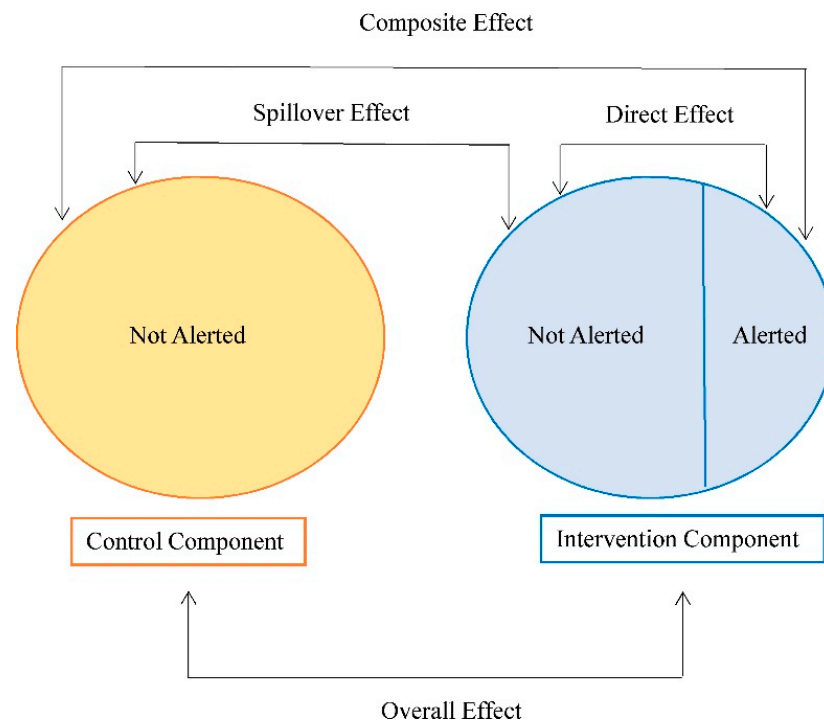 Composite Effect
Spillover Effect
Direct Effect
Not Alerted
Not Alerted
Alerted
Control Component
Intervention Component
Overall Effect